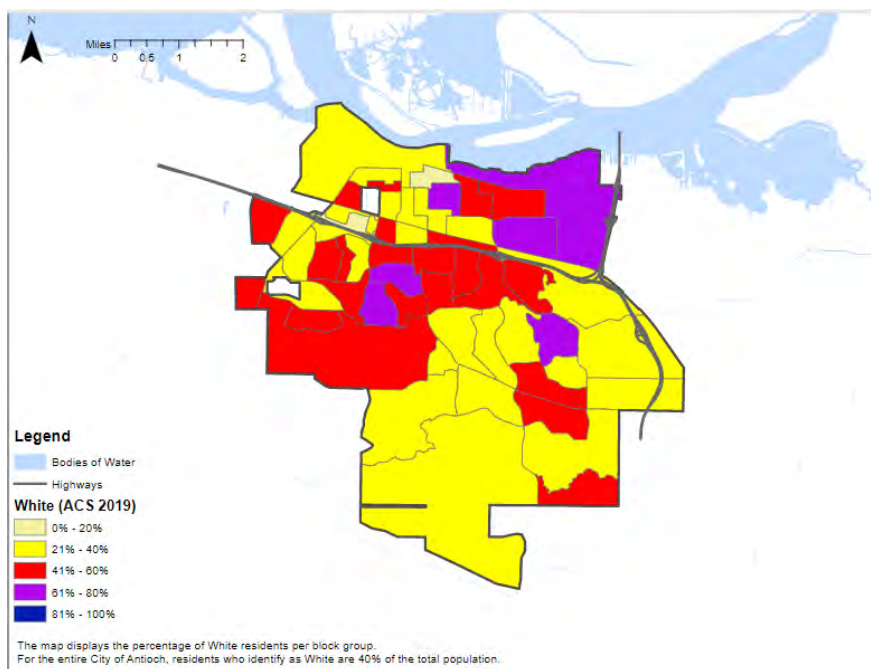 N
Miles
0 0.5 1 2
Legend
Bodies of Water
Highways
White (ACS 2019)
0% - 20%
21% - 40%
41% - 60%
61% - 80%
81% - 100%
The map displays the percentage of White residents per block group.
For the entire City of Antioch, residents who identify as White are 40% of the total population.